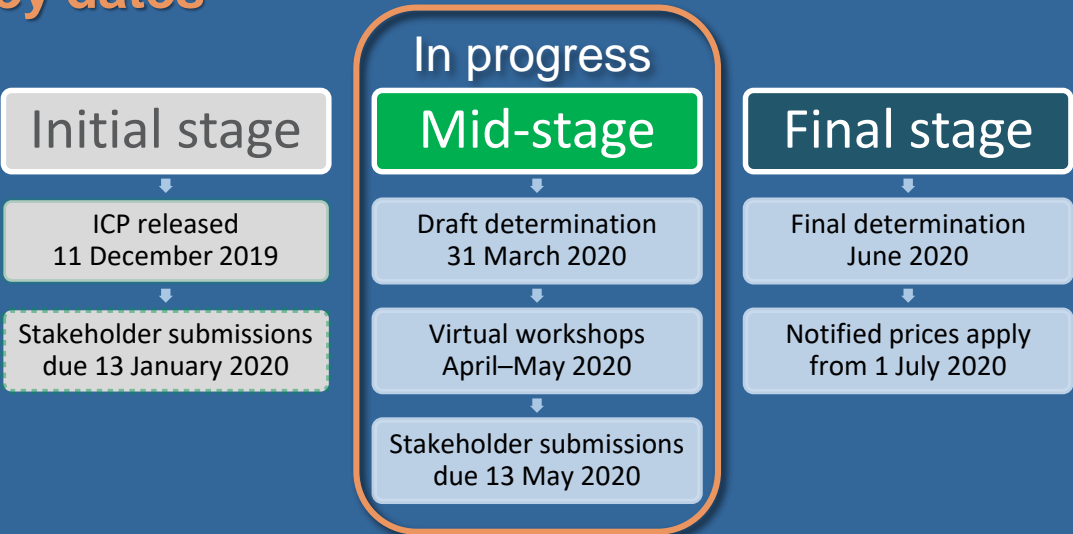 dates
In progress
Initial stage
ICP released
11 December 2019
Stakeholder submissions
due 13 January 2020
Mid-stage
Draft determination
31 March 2020
Virtual workshops
April–May 2020
Stakeholder submissions
due 13 May 2020
Final stage
Final determination
June 2020
Notified prices apply
from 1 July 2020